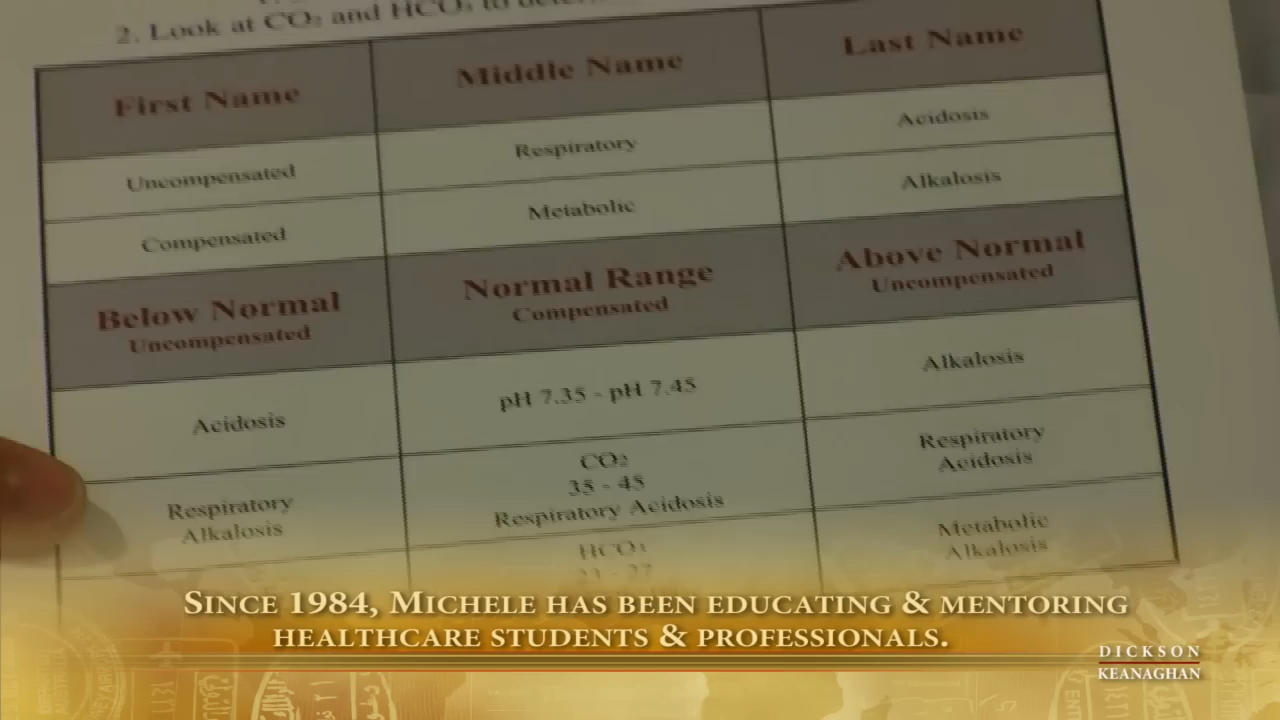 2. Look at CO₂ and HCO₃ to
First Name
Middle Name
Last Name
Uncompensated
Respiratory
Acidosis
Compensated
Metabolic
Alkalosis
Below Normal
Uncompensated
Normal Range
Compensated
Above Normal
Uncompensated
Acidosis
pH 7.35 - pH 7.45
Alkalosis
Respiratory
Alkalosis
CO₂
35 - 45
Respiratory Acidosis
Respiratory
Acidosis
HCO₃
Metabolic
Alkalosis
SINCE 1984, MICHELE HAS BEEN EDUCATING & MENTORING
HEALTHCARE STUDENTS & PROFESSIONALS.
DICKSON
KEANAGHAN